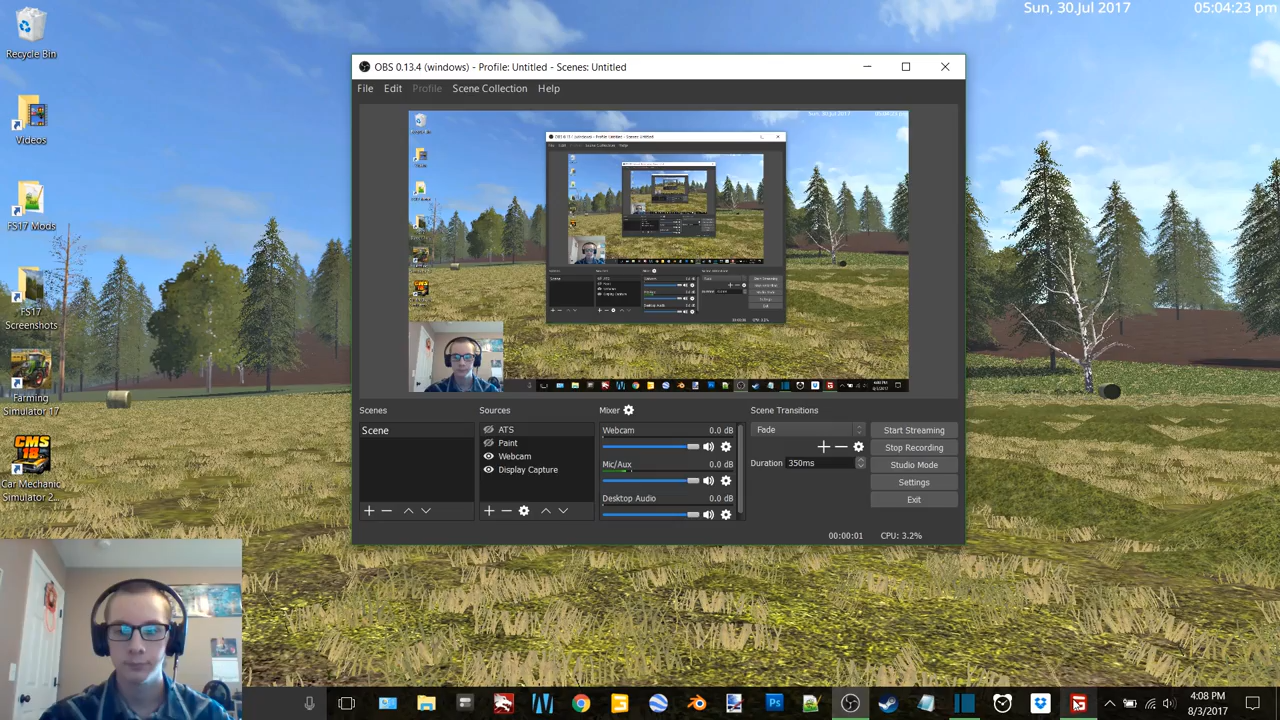 Sun, 30.Jul 2017 05:04:23 pm
Recycle Bin
Videos
FS17 Mods
FS17 Screenshots
Farming Simulator 17
Car Mechanic Simulator 2...
OBS 0.13.4 (windows) - Profile: Untitled - Scenes: Untitled
File Edit Profile Scene Collection Help
Scenes
Scene
Sources
ATS
Paint
Webcam
Display Capture
Mixer
Webcam 0.0 dB
Mic/Aux 0.0 dB
Desktop Audio 0.0 dB
Scene Transitions
Fade
Duration 350ms
Start Streaming
Stop Recording
Studio Mode
Settings
Exit
00:00:01 CPU: 3.2%
Ps
4:08 PM
8/3/2017